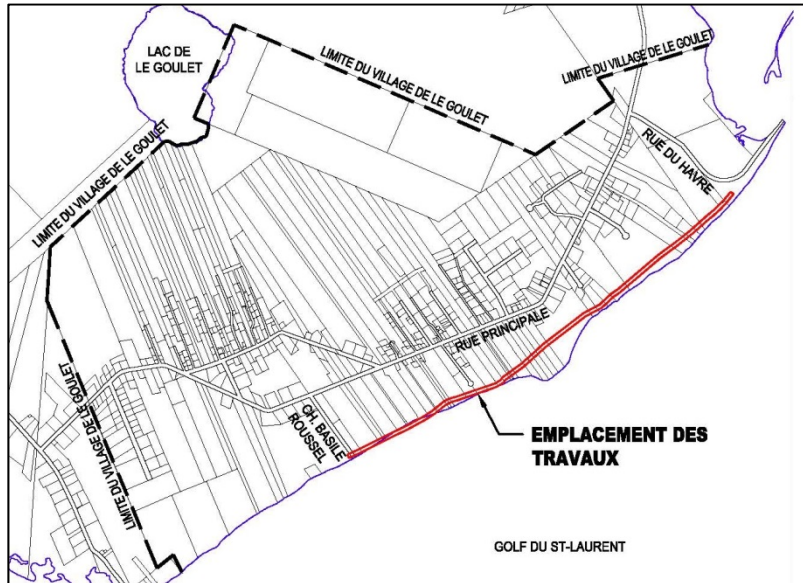 LAC DE
LE GOULET
LIMITE DU VILLAGE DE LE GOULET
LIMITE DU VILLAGE DE LE GOULET
LIMITE DU VILLAGE DE LE GOULET
RUE DU HAVRE
RUE PRINCIPALE
LIMITE DU VILLAGE DE LE GOULET
CH. BASILE
ROUSSEL
EMPLACEMENT DES
TRAVAUX
GOLF DU ST-LAURENT